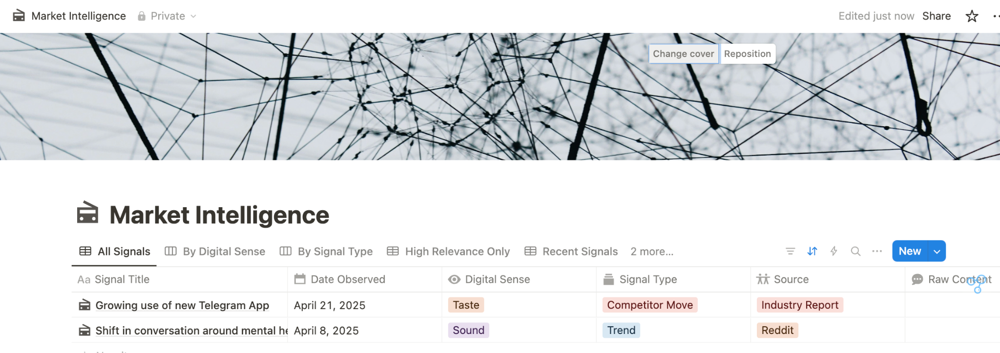 Market Intelligence Private Edited just now Share
Change cover Reposition
Market Intelligence
All Signals By Digital Sense By Signal Type High Relevance Only Recent Signals 2 more... New
Aa Signal Title Date Observed Digital Sense Signal Type Source Raw Content
Growing use of new Telegram App April 21, 2025 Taste Competitor Move Industry Report
Shift in conversation around mental he April 8, 2025 Sound Trend Reddit